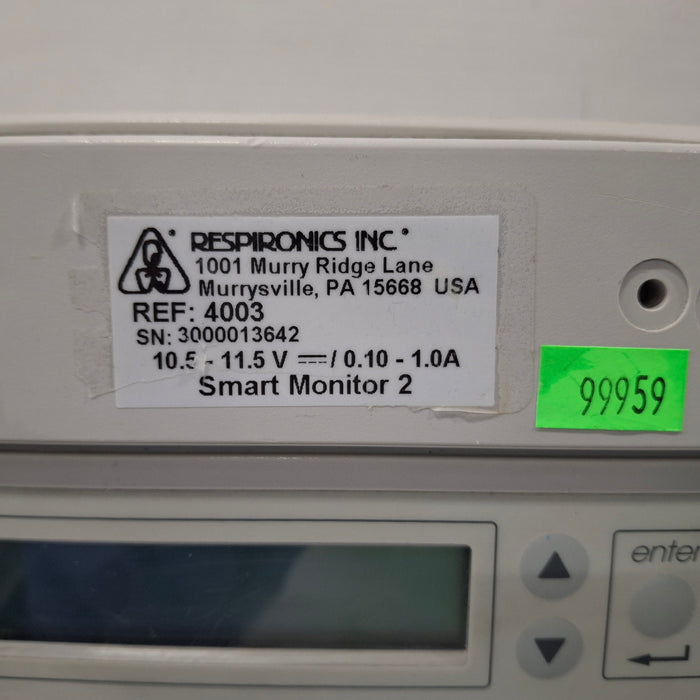 RESPIRONICS INC.®
1001 Murry Ridge Lane
Murrysville, PA 15668 USA
REF: 4003
SN: 3000013642
10.5 - 11.5 V ⎓ / 0.10 - 1.0A
Smart Monitor 2
99959
enter